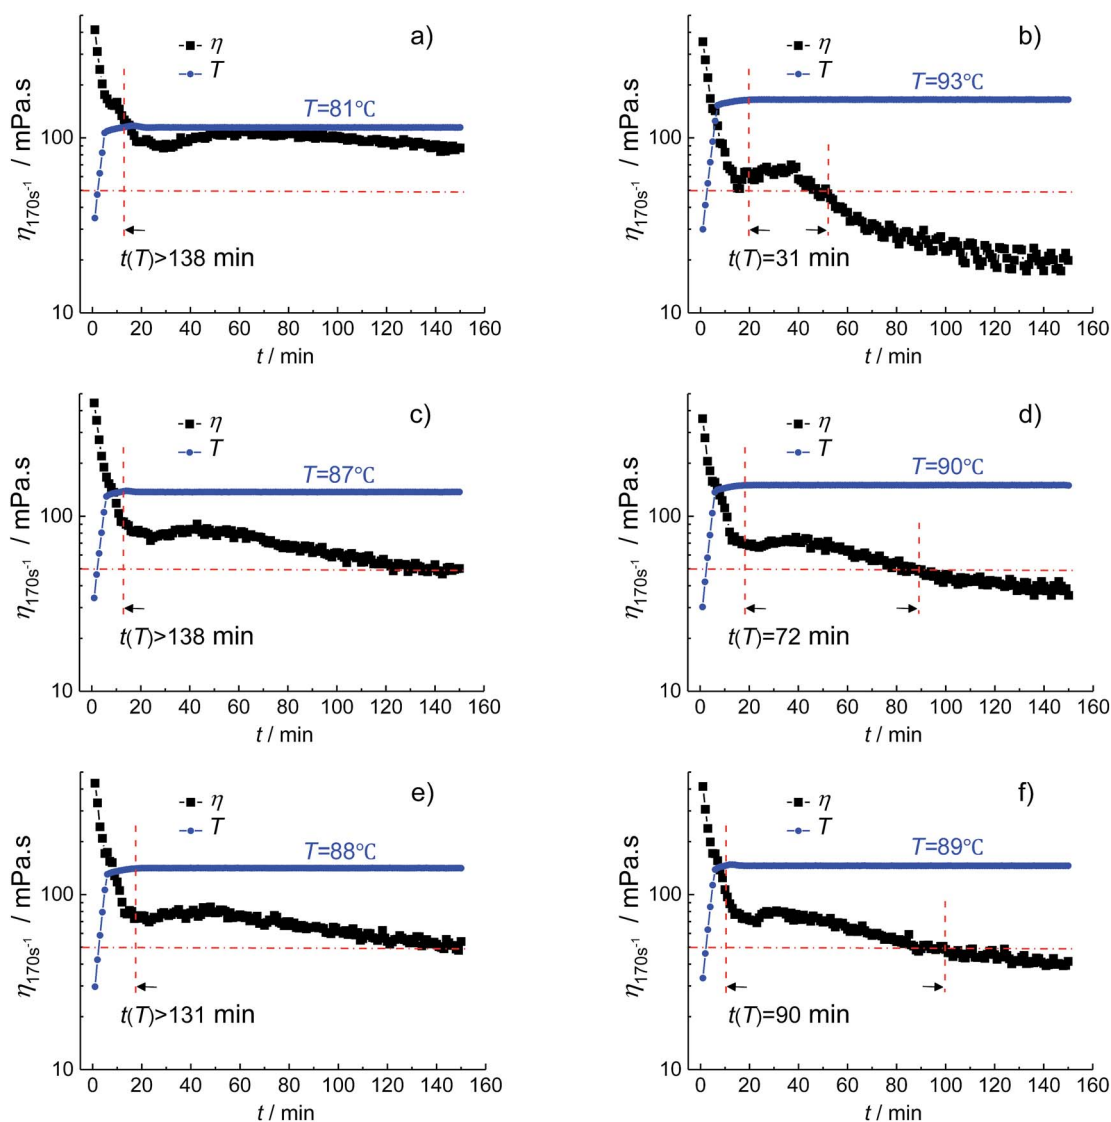 a)
η
T
T=81℃
η170s-1 / mPa.s
100
10
t(T)>138 min
0 20 40 60 80 100 120 140 160
t / min
b)
η
T
T=93℃
η170s-1 / mPa.s
100
10
t(T)=31 min
0 20 40 60 80 100 120 140 160
t / min
c)
η
T
T=87℃
η170s-1 / mPa.s
100
10
t(T)>138 min
0 20 40 60 80 100 120 140 160
t / min
d)
η
T
T=90℃
η170s-1 / mPa.s
100
10
t(T)=72 min
0 20 40 60 80 100 120 140 160
t / min
e)
η
T
T=88℃
η170s-1 / mPa.s
100
10
t(T)>131 min
0 20 40 60 80 100 120 140 160
t / min
f)
η
T
T=89℃
η170s-1 / mPa.s
100
10
t(T)=90 min
0 20 40 60 80 100 120 140 160
t / min